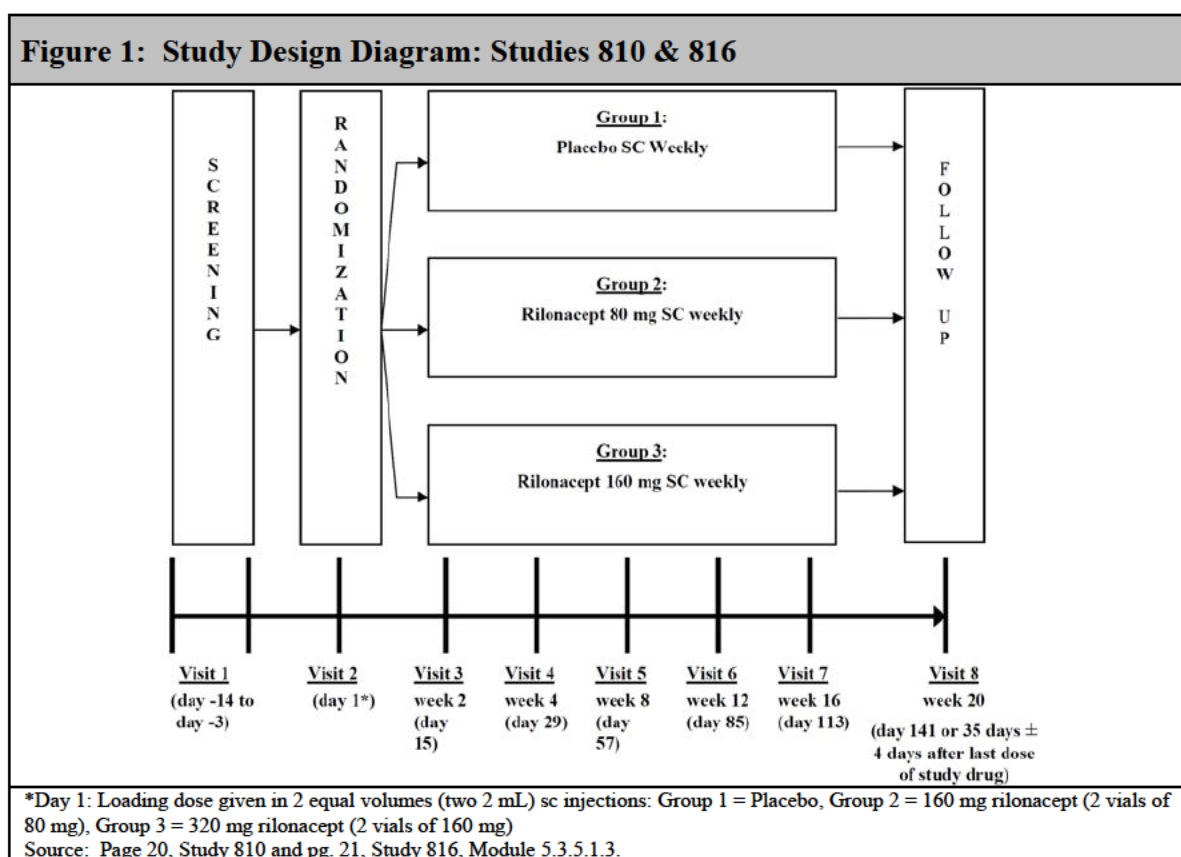 Figure 1: Study Design Diagram: Studies 810 & 816
SCREENING
RANDOMIZATION
Group 1:
Placebo SC Weekly
Group 2:
Rilonacept 80 mg SC weekly
Group 3:
Rilonacept 160 mg SC weekly
FOLLOW UP
Visit 1
(day -14 to
day -3)
Visit 2
(day 1*)
Visit 3
week 2
(day
15)
Visit 4
week 4
(day 29)
Visit 5
week 8
(day
57)
Visit 6
week 12
(day 85)
Visit 7
week 16
(day 113)
Visit 8
week 20
(day 141 or 35 days ±
4 days after last dose
of study drug)
*Day 1: Loading dose given in 2 equal volumes (two 2 mL) sc injections: Group 1 = Placebo, Group 2 = 160 mg rilonacept (2 vials of
80 mg), Group 3 = 320 mg rilonacept (2 vials of 160 mg)
Source: Page 20, Study 810 and pg. 21, Study 816, Module 5.3.5.1.3.